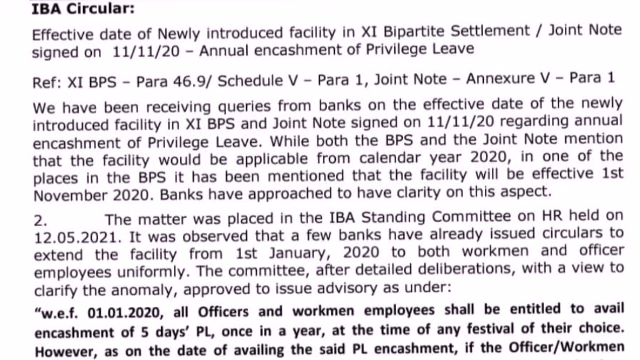 IBA Circular:
Effective date of Newly introduced facility in XI Bipartite Settlement / Joint Note
signed on 11/11/20 – Annual encashment of Privilege Leave
Ref: XI BPS – Para 46.9/ Schedule V – Para 1, Joint Note – Annexure V – Para 1
We have been receiving queries from banks on the effective date of the newly
introduced facility in XI BPS and Joint Note signed on 11/11/20 regarding annual
encashment of Privilege Leave. While both the BPS and the Joint Note mention
that the facility would be applicable from calendar year 2020, in one of the
places in the BPS it has been mentioned that the facility will be effective 1st
November 2020. Banks have approached to have clarity on this aspect.
2. The matter was placed in the IBA Standing Committee on HR held on
12.05.2021. It was observed that a few banks have already issued circulars to
extend the facility from 1st January, 2020 to both workmen and officer
employees uniformly. The committee, after detailed deliberations, with a view to
clarify the anomaly, approved to issue advisory as under:
“w.e.f. 01.01.2020, all Officers and workmen employees shall be entitled to avail
encashment of 5 days’ PL, once in a year, at the time of any festival of their choice.
However, as on the date of availing the said PL encashment, if the Officer/Workmen